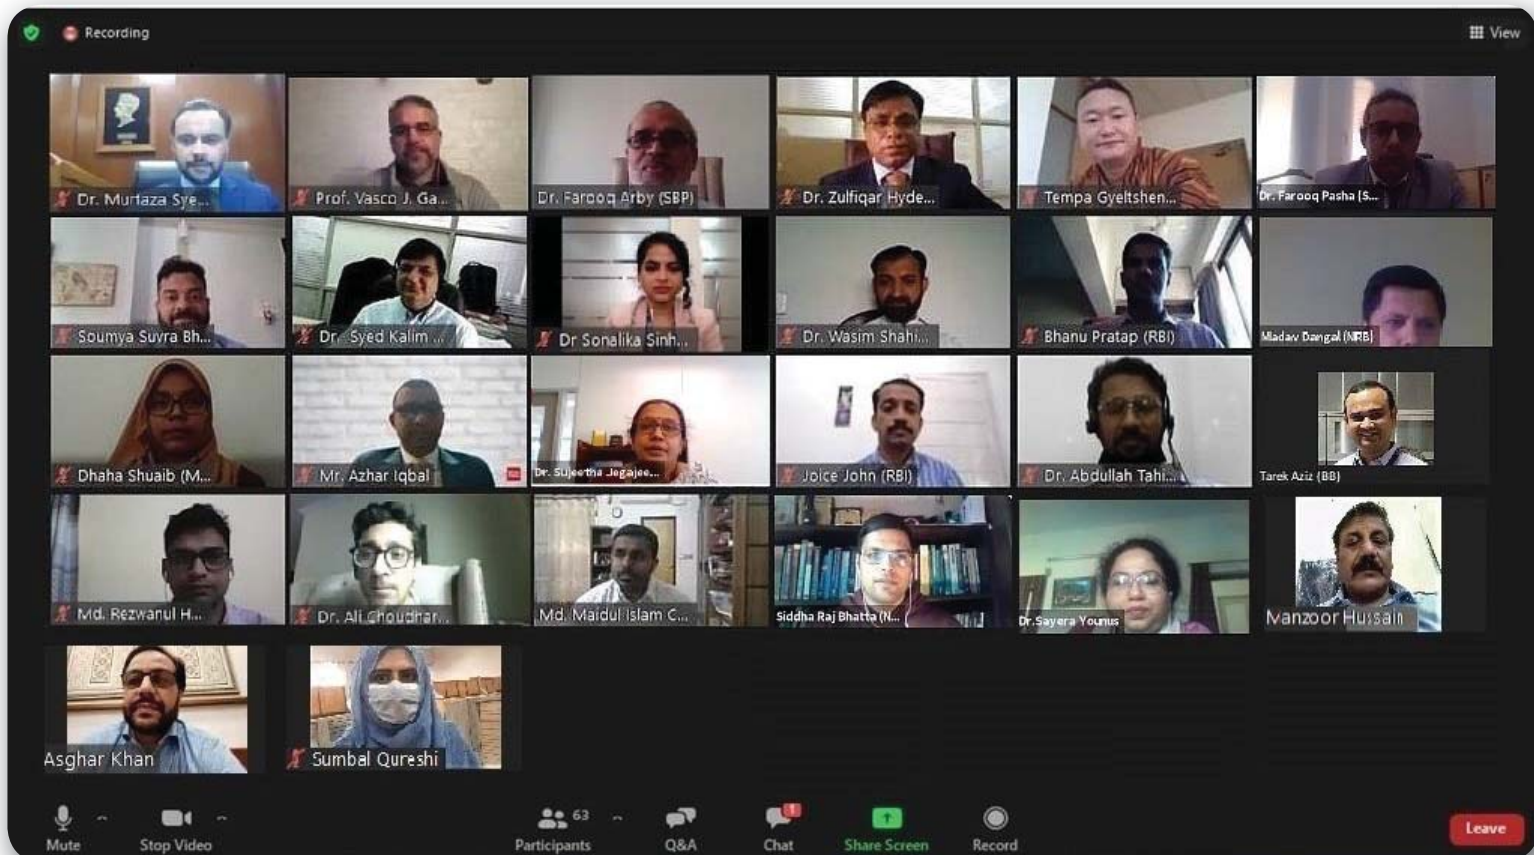 Recording
View
Dr. Murtaza Sye...
Prof. Vasco J. Ga...
Dr. Farooq Arby (SBP)
Dr. Zulfiqar Hyde...
Tempa Gyeltshen...
Dr. Farooq Pasha (S...
Soumya Suvra Bh...
Dr. Syed Kalim ...
Dr Sonalika Sinh...
Dr. Wasim Shahi...
Bhanu Pratap (RBI)
Dangal (NRB)
Dhaha Shuaib (M...
Mr. Azhar Iqbal
Dr. Sujeetha Jegajee...
Joice John (RBI)
Dr. Abdullah Tahi...
Tarek Aziz (BB)
Md. Rezwanul H...
Dr. Ali Choudhar...
Md. Maidul Islam C...
Siddha Raj Bhatta (N...
Dr.Sayera Younus
Manzoor Hussain
Asghar Khan
Sumbal Qureshi
63
1
Mute
Stop Video
Participants
Q&A
Chat
Share Screen
Record
Leave